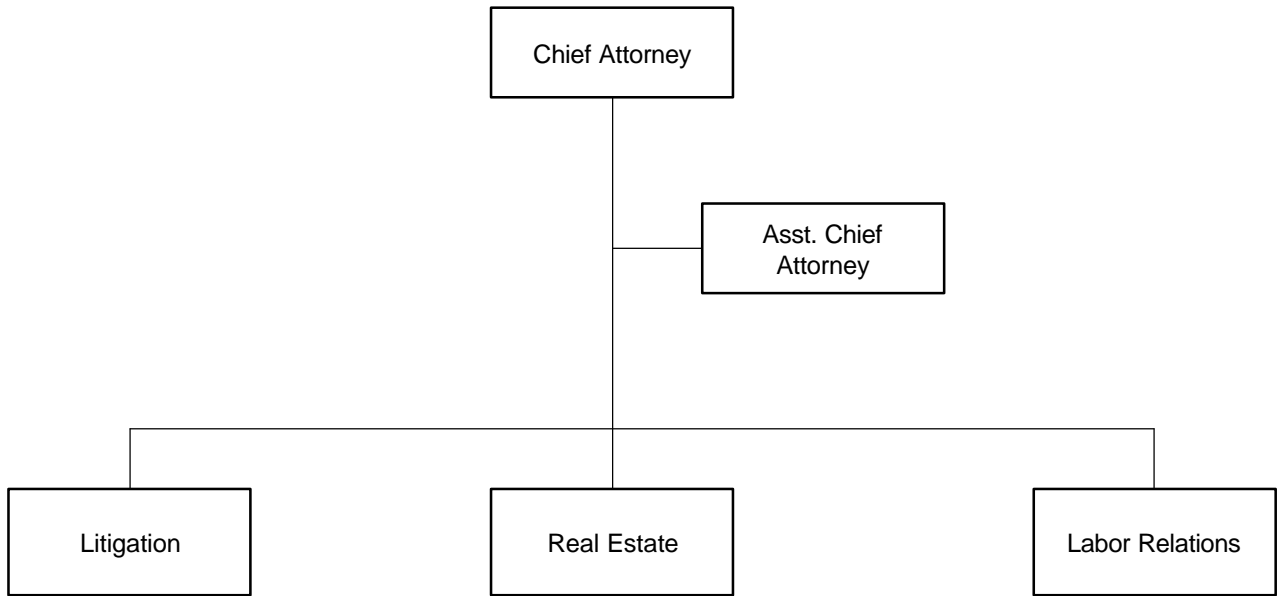 Chief Attorney
Asst. Chief
Attorney
Litigation
Real Estate
Labor Relations